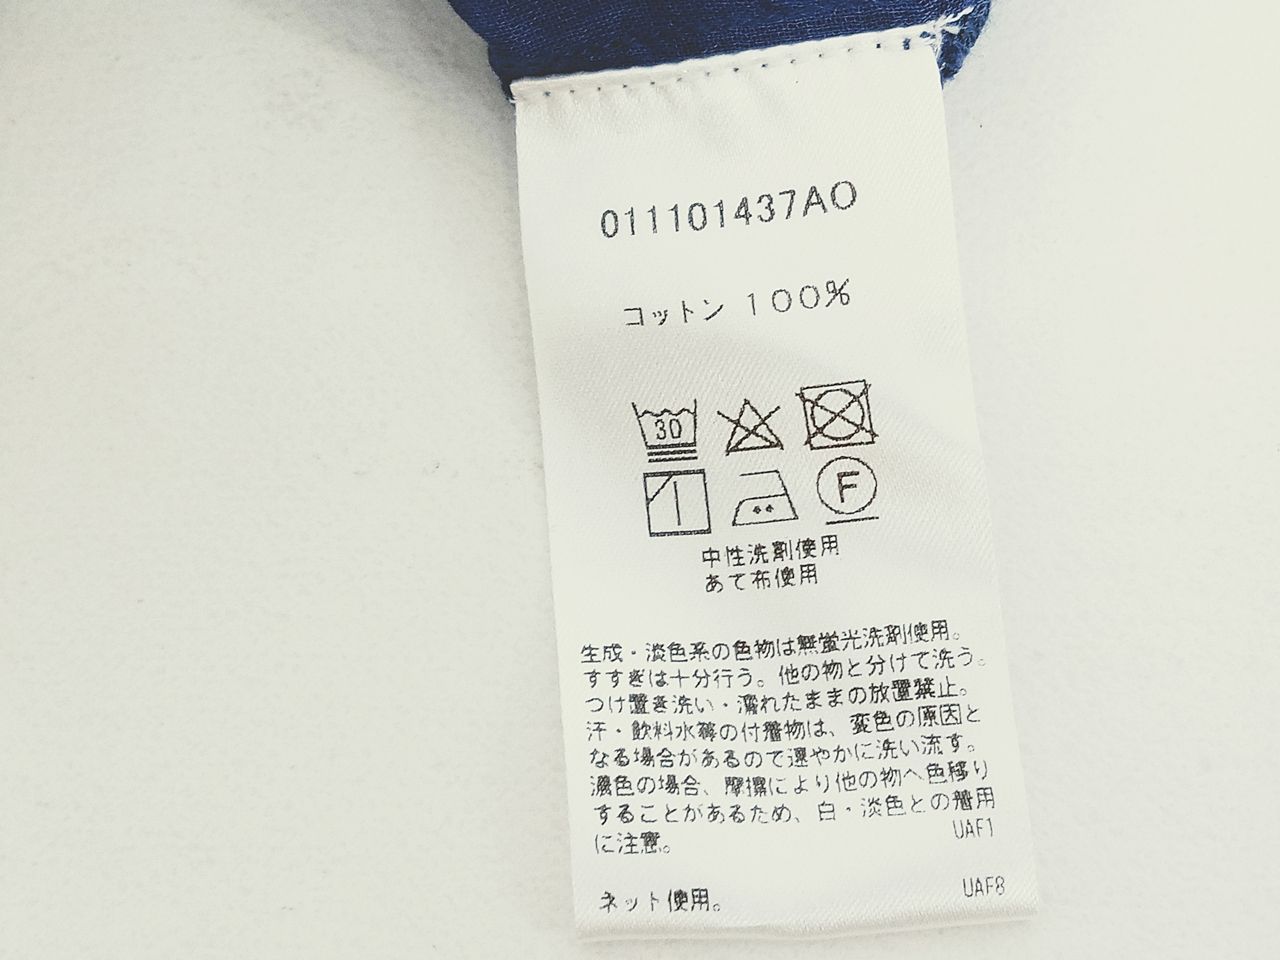 011101437AO
コットン 100%
30
F
中性洗剤使用
あて布使用
生成・淡色系の色物は無蛍光洗剤使用。
すすぎは十分行う。他の物と分けて洗う。
つけ置き洗い・濡れたままの放置禁止。
汗・飲料水等の付着物は、変色の原因と
なる場合があるので速やかに洗い流す。
濃色の場合、摩擦により他の物へ色移り
することがあるため、白・淡色との着用
に注意。
UAF1
ネット使用。
UAF8